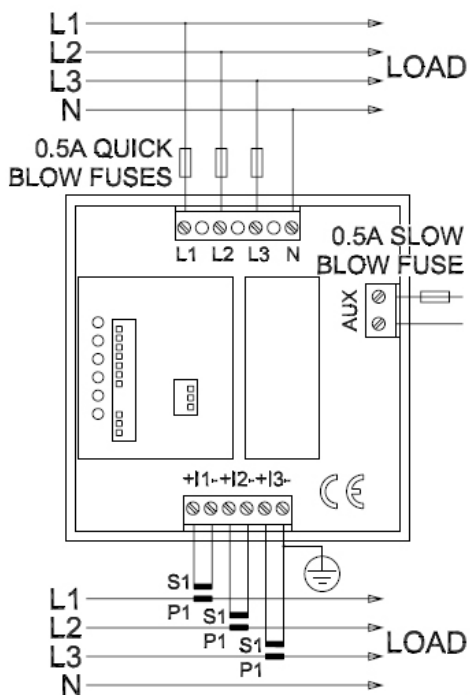 L1
L2
L3
LOAD
N
0.5A QUICK
BLOW FUSES
0.5A SLOW
BLOW FUSE
L1 L2 L3 N
AUX
+I1-+I2-+I3-
CE
S1
L1
P1
S1
L2
P1
S1
L3
P1
LOAD
N